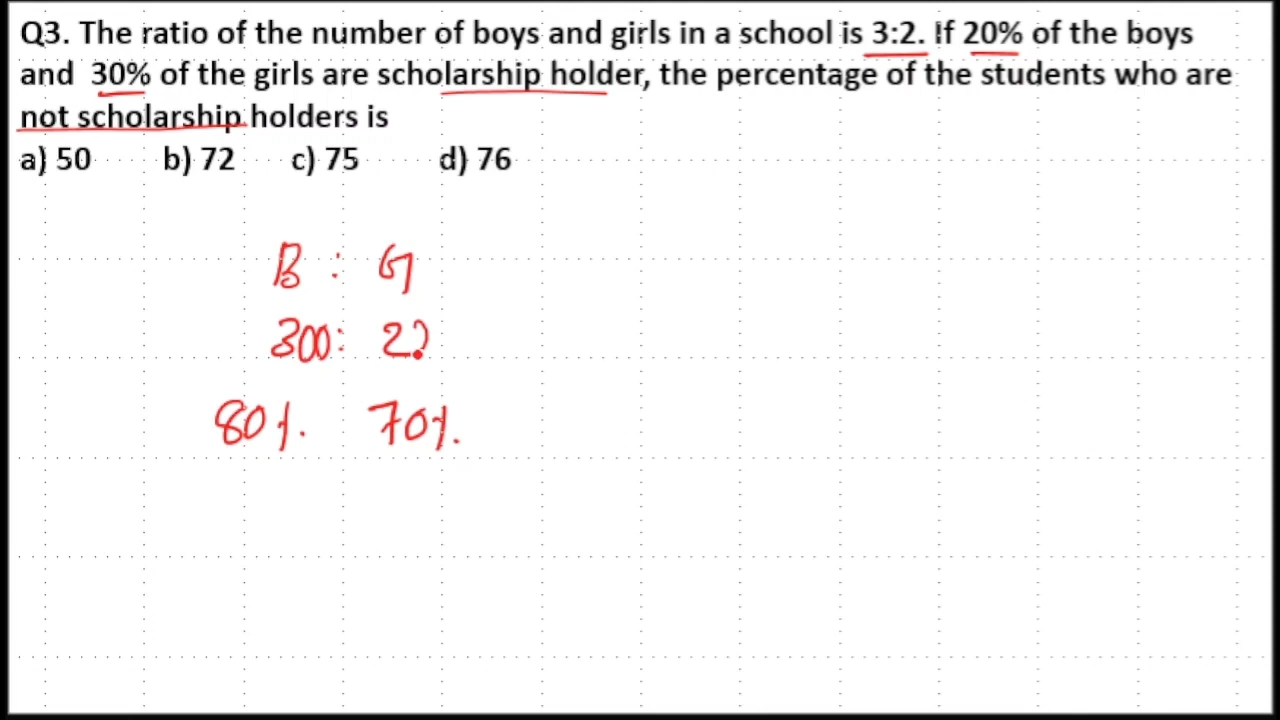 Q3. The ratio of the number of boys and girls in a school is 3:2. If 20% of the boys
and 30% of the girls are scholarship holder, the percentage of the students who are
not scholarship holders is
a) 50 b) 72 c) 75 d) 76
B : G
300 :
80% 70%